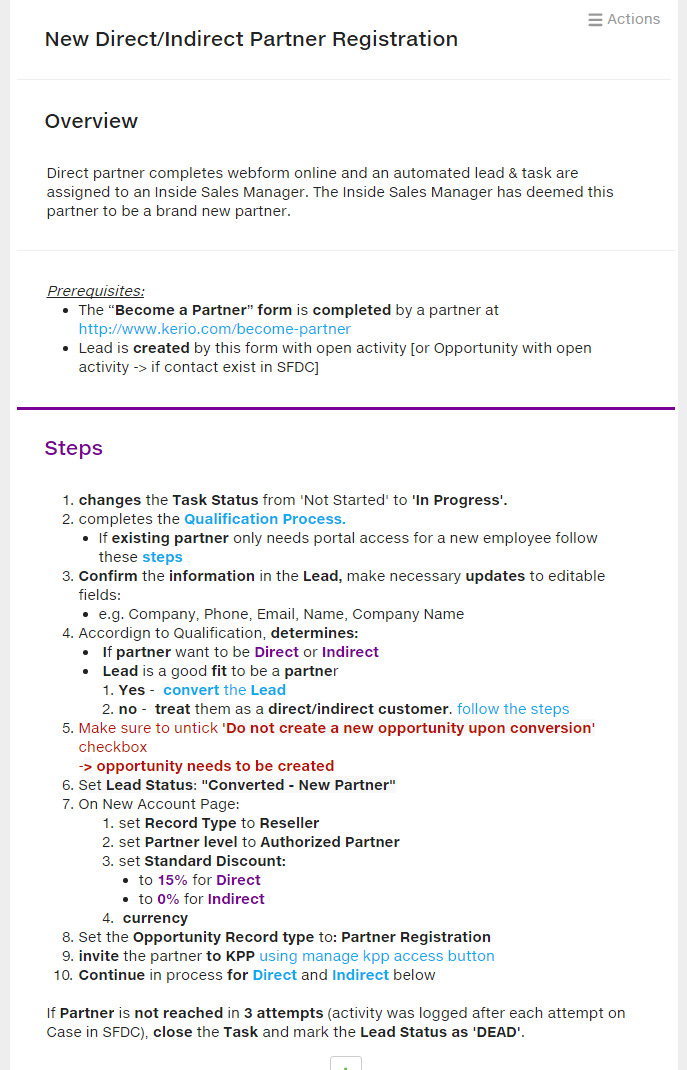 Actions
New Direct/Indirect Partner Registration
Overview
Direct partner completes webform online and an automated lead & task are
assigned to an Inside Sales Manager. The Inside Sales Manager has deemed this
partner to be a brand new partner.
Prerequisites:
• The “Become a Partner” form is completed by a partner at
http://www.kerio.com/become-partner
• Lead is created by this form with open activity [or Opportunity with open
activity -> if contact exist in SFDC]
Steps
1. changes the Task Status from 'Not Started' to 'In Progress'.
2. completes the Qualification Process.
• If existing partner only needs portal access for a new employee follow
these steps
3. Confirm the information in the Lead, make necessary updates to editable
fields:
• e.g. Company, Phone, Email, Name, Company Name
4. Accordign to Qualification, determines:
• If partner want to be Direct or Indirect
• Lead is a good fit to be a partner
1. Yes - convert the Lead
2. no - treat them as a direct/indirect customer. follow the steps
5. Make sure to untick 'Do not create a new opportunity upon conversion'
checkbox
-> opportunity needs to be created
6. Set Lead Status: "Converted - New Partner"
7. On New Account Page:
1. set Record Type to Reseller
2. set Partner level to Authorized Partner
3. set Standard Discount:
• to 15% for Direct
• to 0% for Indirect
4. currency
8. Set the Opportunity Record type to: Partner Registration
9. invite the partner to KPP using manage kpp access button
10. Continue in process for Direct and Indirect below
If Partner is not reached in 3 attempts (activity was logged after each attempt on
Case in SFDC), close the Task and mark the Lead Status as 'DEAD'.